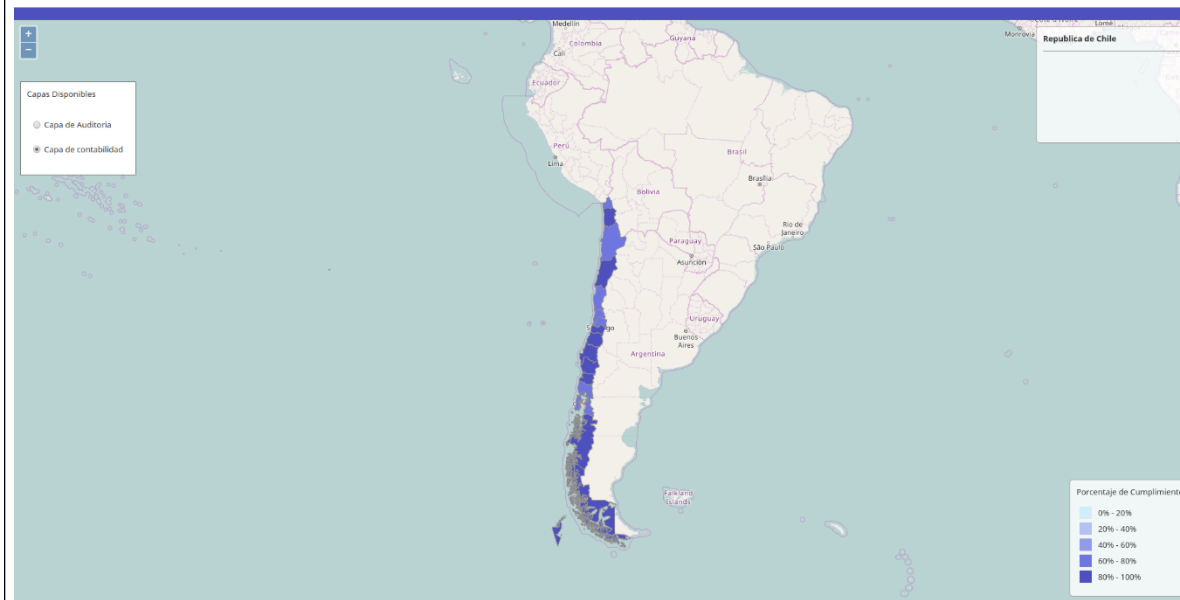 +
−
Capas Disponibles
Capa de Auditoria
Capa de contabilidad
Medellín
Cali
Colombia
Guyana
Ecuador
Perú
Lima
Brasil
Brasília
Bolivia
Rio de
Janeiro
São Paulo
Paraguay
Asunción
Uruguay
Buenos
Aires
Argentina
Falkland
Islands
Lomé
Monrovia
Republica de Chile
Porcentaje de Cumplimiento
0% - 20%
20% - 40%
40% - 60%
60% - 80%
80% - 100%